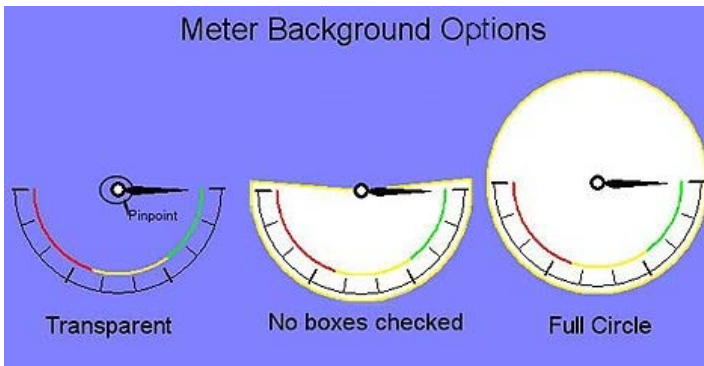 Meter Background Options
Pinpoint
Transparent
No boxes checked
Full Circle